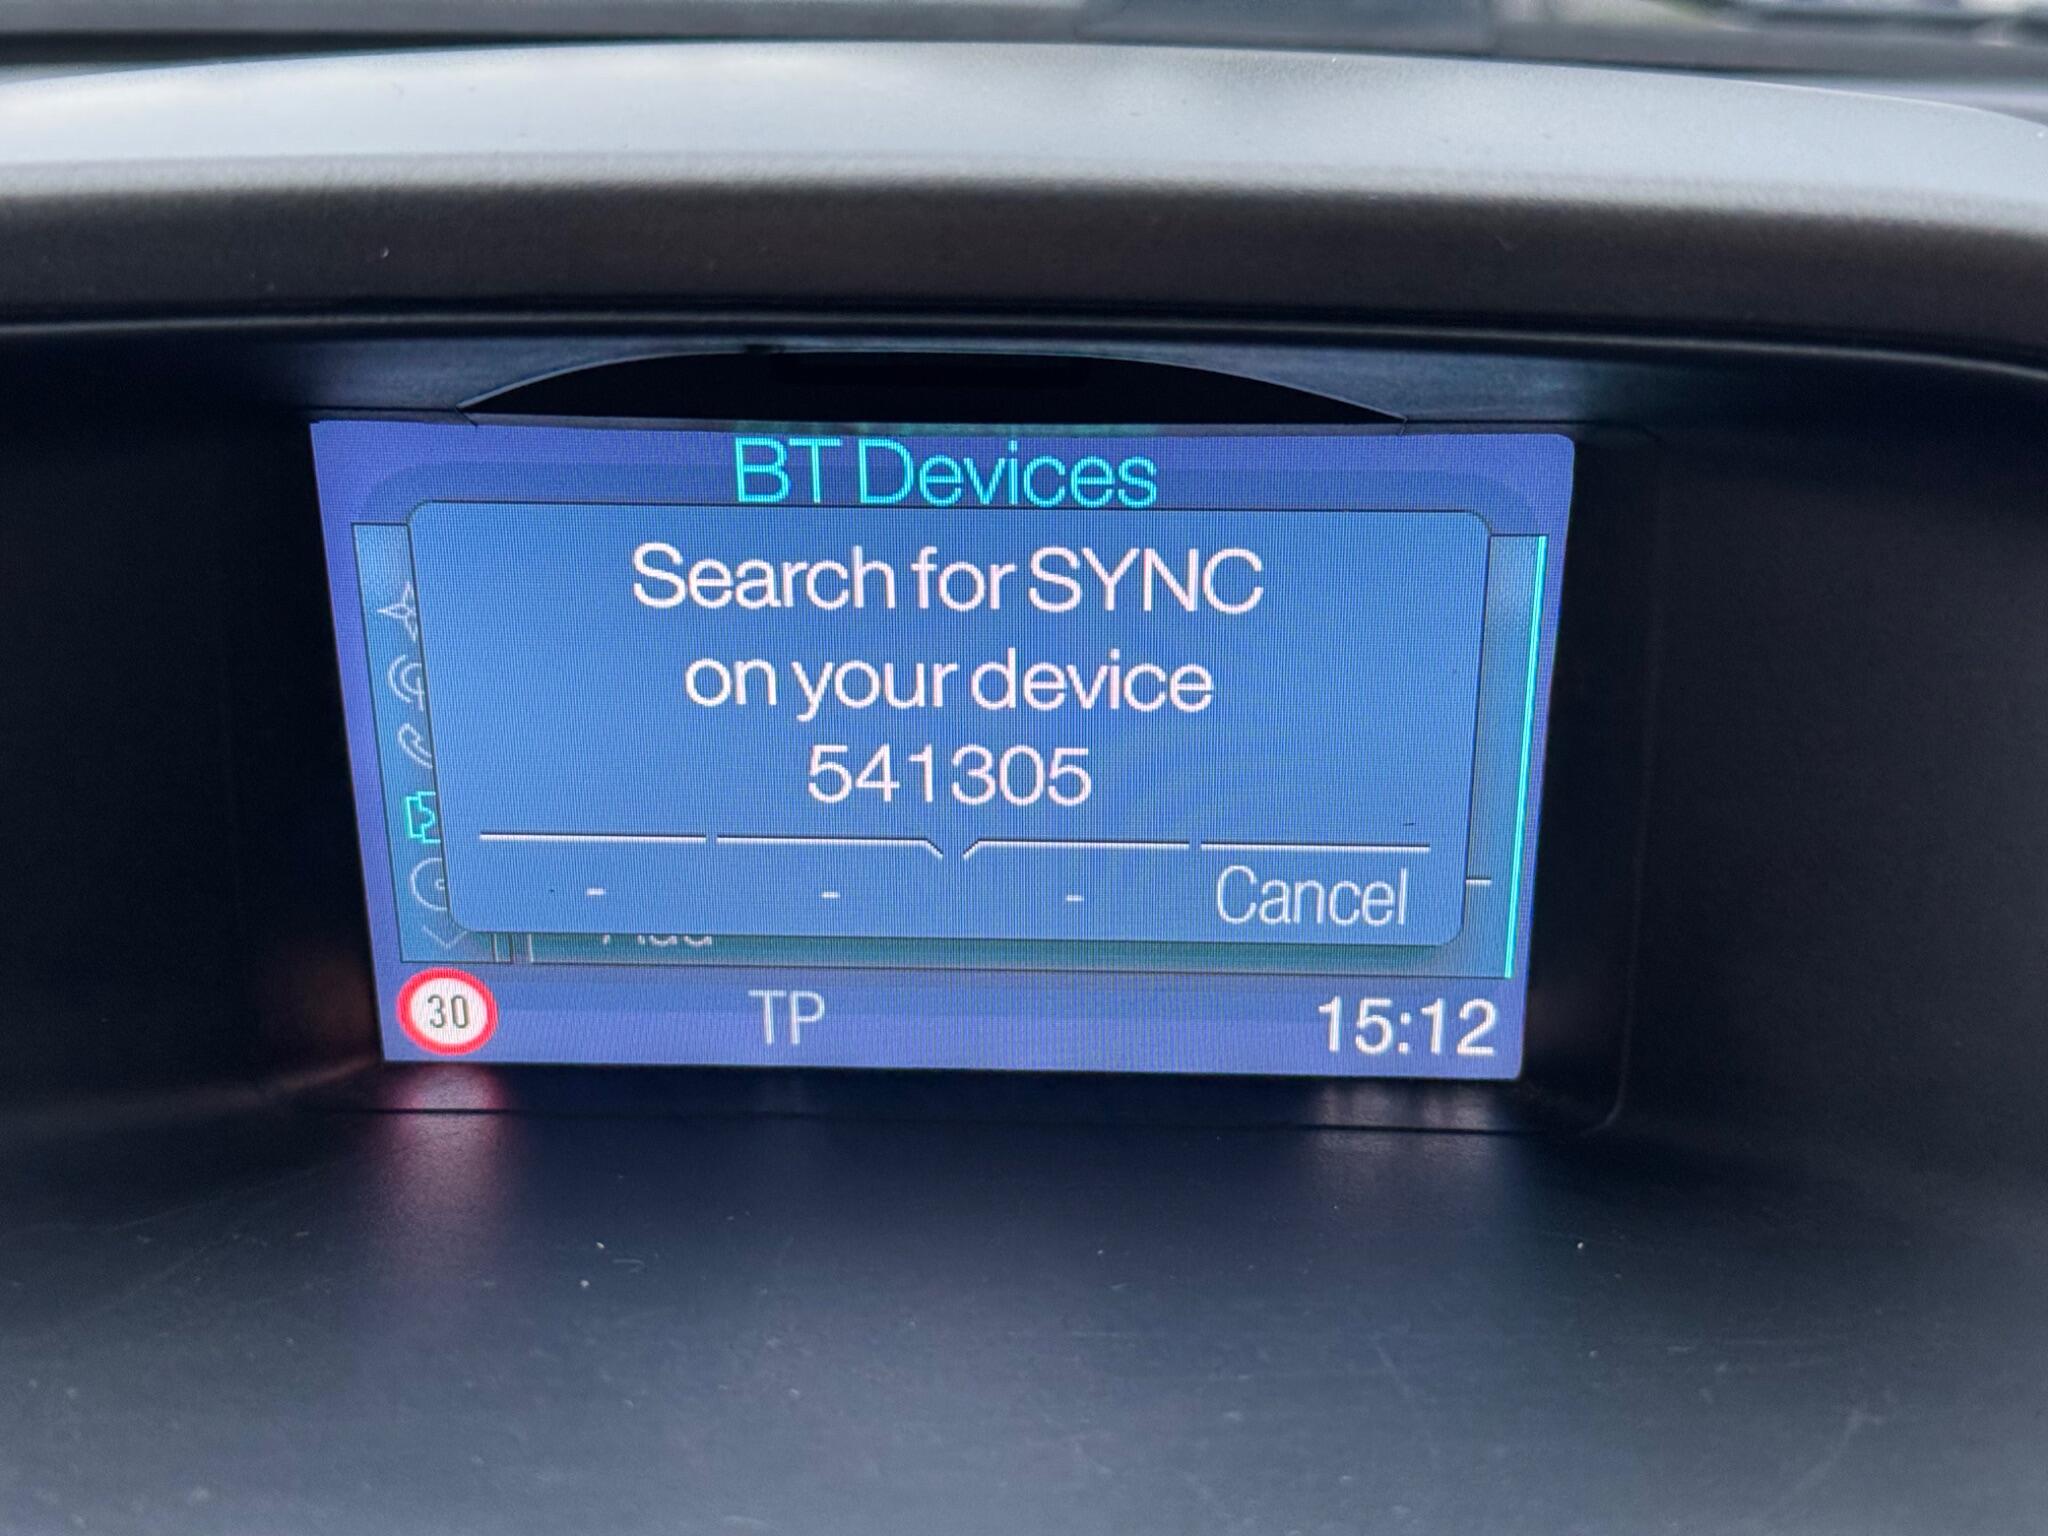 BT Devices
Search for SYNC
on your device
541305
- - - Cancel
30 TP 15:12